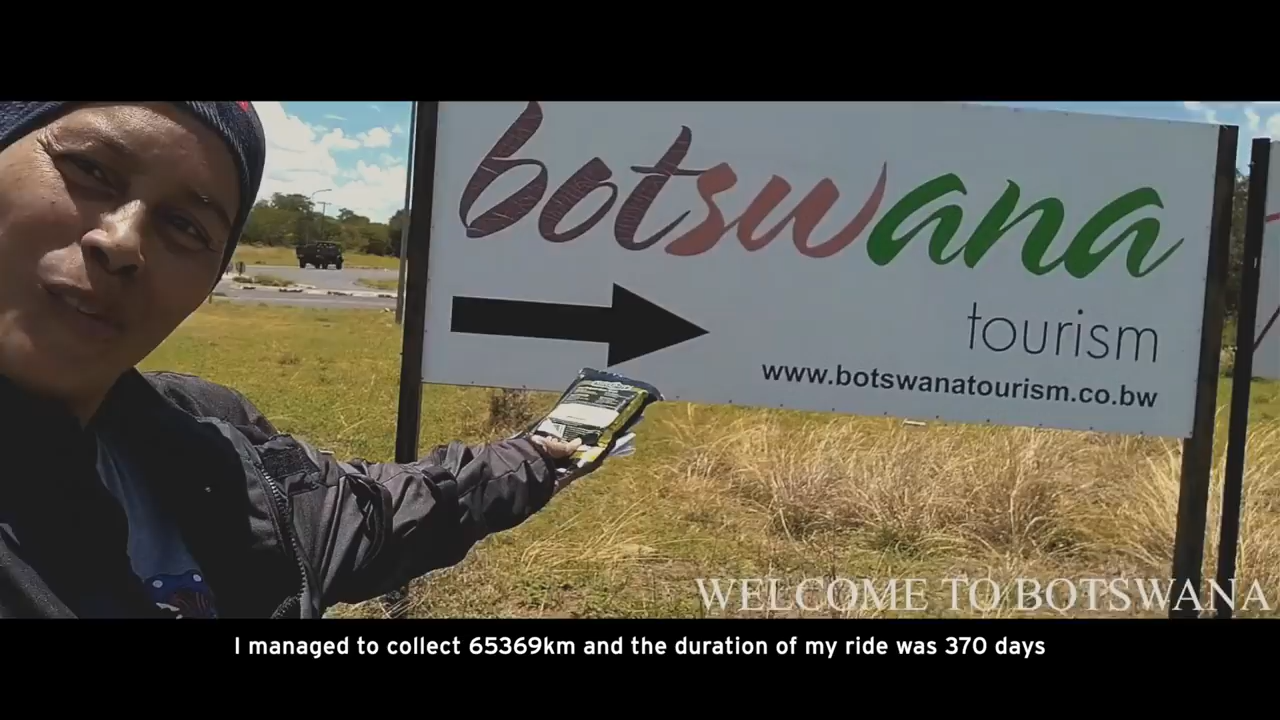 botswana
tourism
www.botswanatourism.co.bw
WELCOME TO BOTSWANA
I managed to collect 65369km and the duration of my ride was 370 days